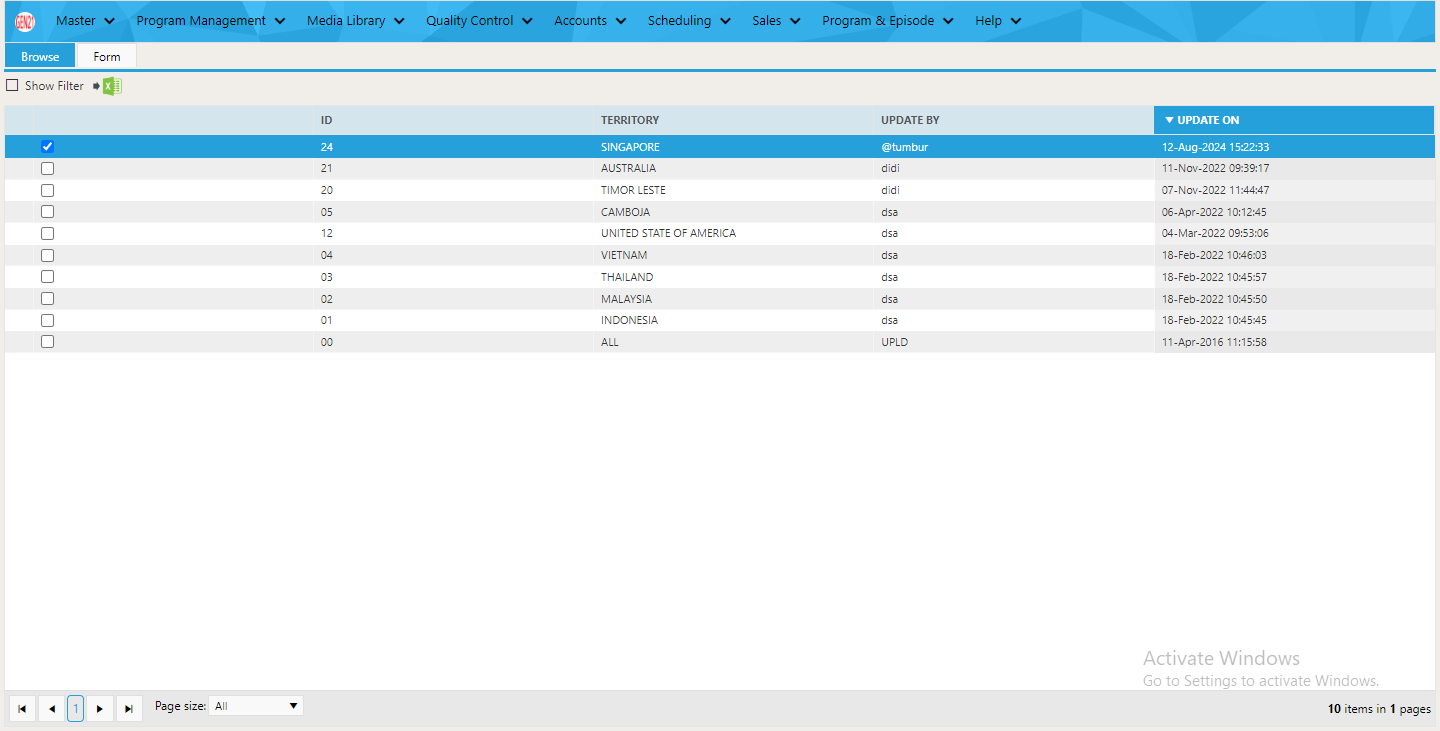 GEN21 Master Program Management Media Library Quality Control Accounts Scheduling Sales Program & Episode Help
Browse Form
Show Filter
ID TERRITORY UPDATE BY UPDATE ON
24 SINGAPORE @tumbur 12-Aug-2024 15:22:33
21 AUSTRALIA didi 11-Nov-2022 09:39:17
20 TIMOR LESTE didi 07-Nov-2022 11:44:47
05 CAMBOJA dsa 06-Apr-2022 10:12:45
12 UNITED STATE OF AMERICA dsa 04-Mar-2022 09:53:06
04 VIETNAM dsa 18-Feb-2022 10:46:03
03 THAILAND dsa 18-Feb-2022 10:45:57
02 MALAYSIA dsa 18-Feb-2022 10:45:50
01 INDONESIA dsa 18-Feb-2022 10:45:45
00 ALL UPLD 11-Apr-2016 11:15:58
Activate Windows
Go to Settings to activate Windows.
1 Page size: All 10 items in 1 pages